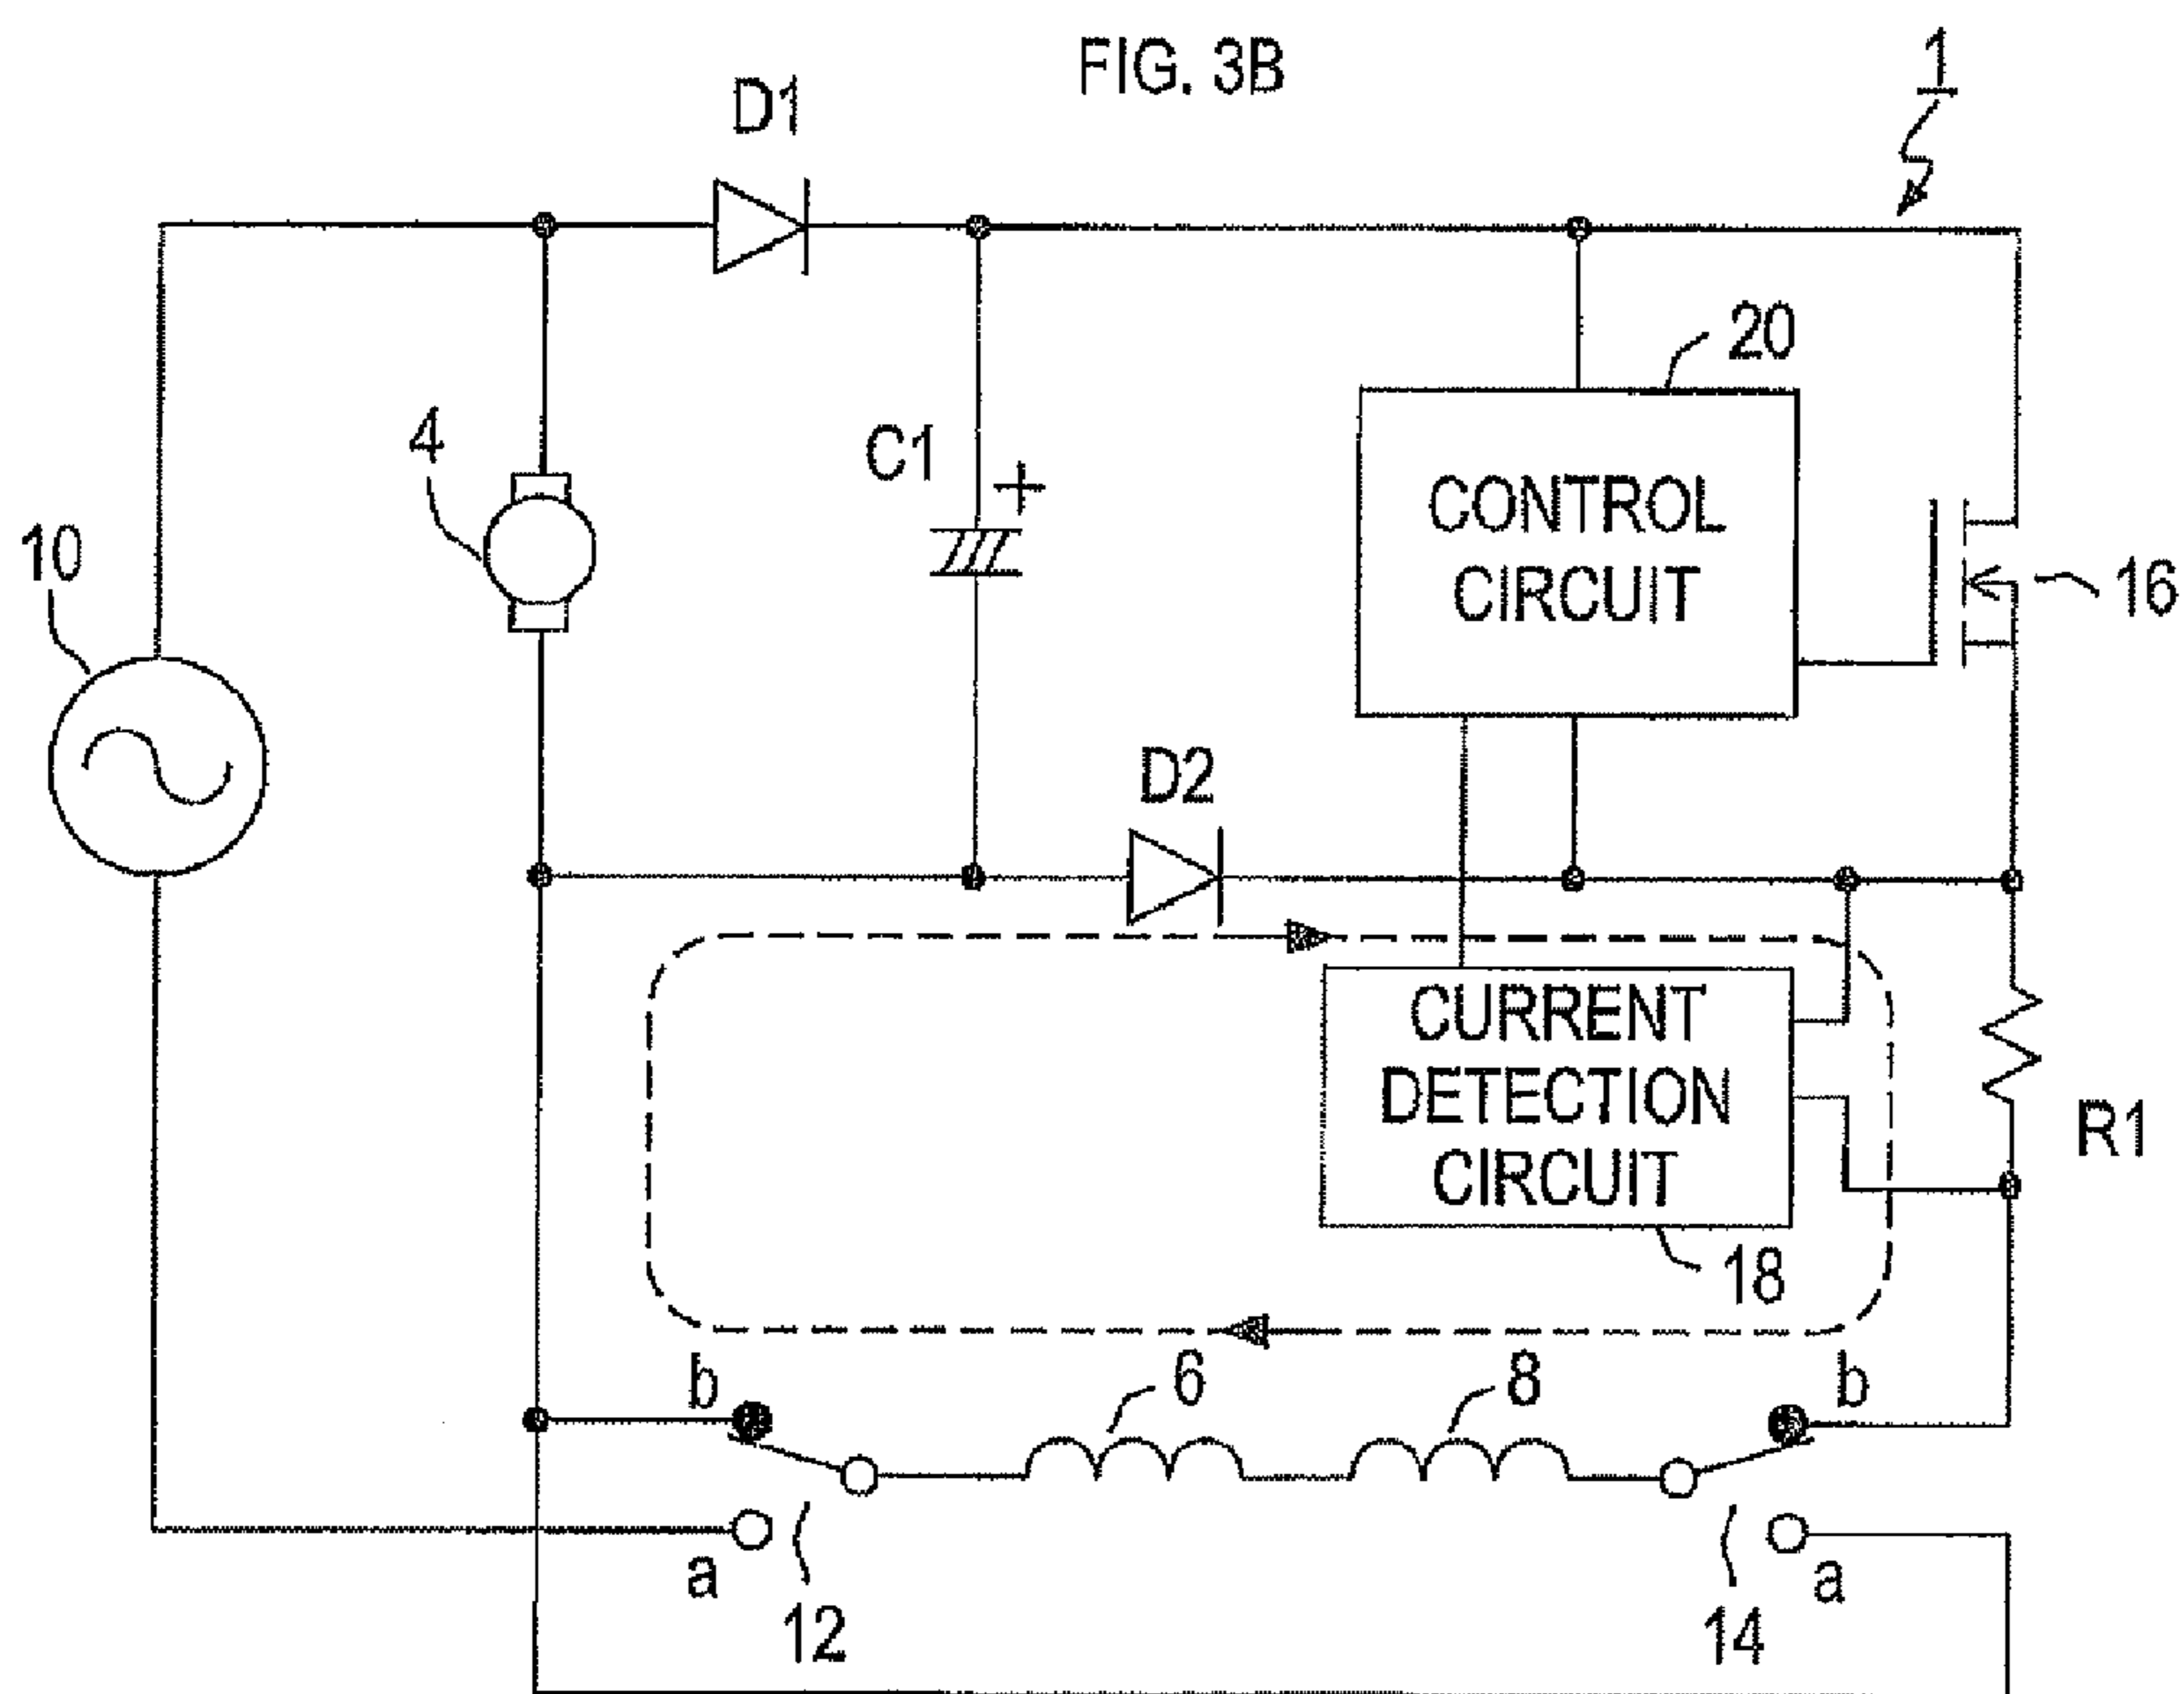 FIG. 3B
1
D1
20
4
C1
+
10
CONTROL
CIRCUIT
16
D2
CURRENT
DETECTION
CIRCUIT
R1
18
b
6
8
b
a
12
14
a